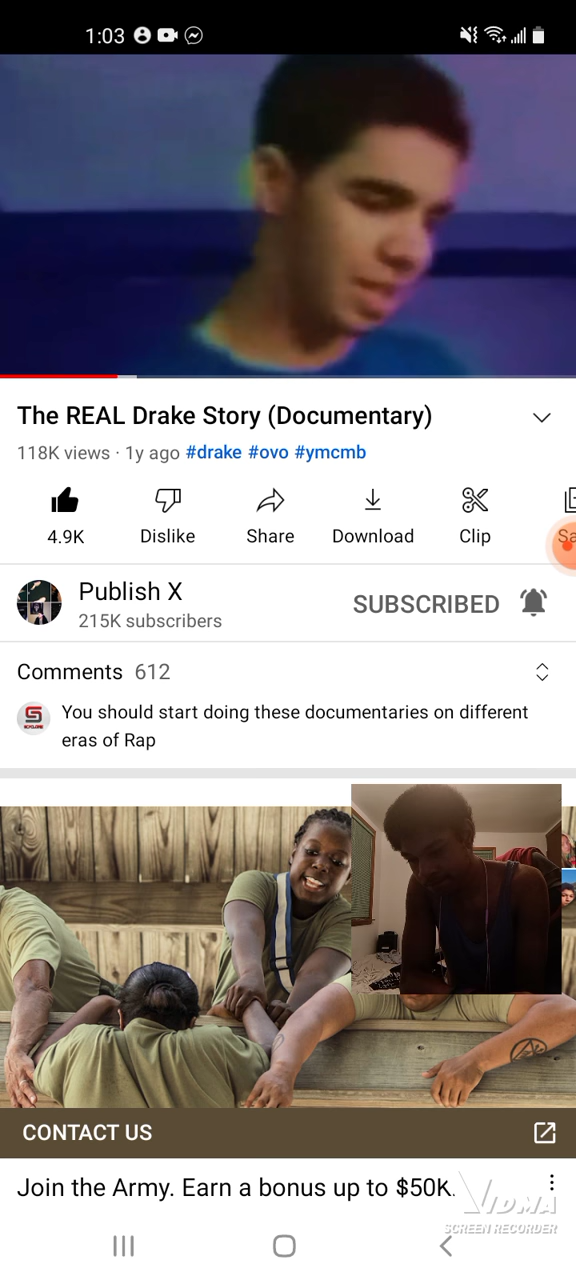 1:03
The REAL Drake Story (Documentary)
118K views · 1y ago #drake #ovo #ymcmb
4.9K Dislike Share Download Clip
Publish X
215K subscribers
SUBSCRIBED
Comments 612
You should start doing these documentaries on different
eras of Rap
CONTACT US
Join the Army. Earn a bonus up to $50K.
VIDMA
SCREEN RECORDER